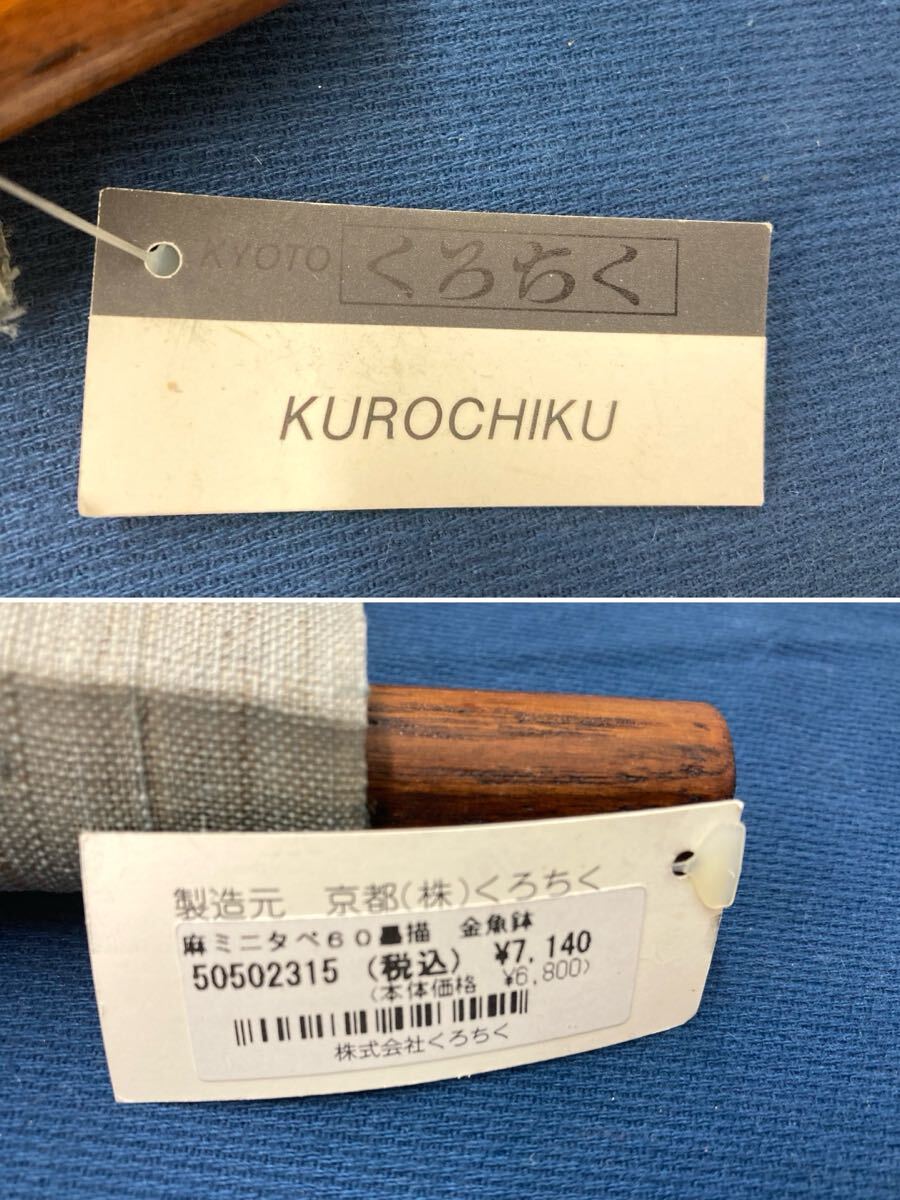 KYOTO くろちく
KUROCHIKU
製造元 京都(株)くろちく
麻ミニタペ60墨描 金魚鉢
50502315 (税込) ¥7,140
(本体価格 ¥6,800)
株式会社くろちく